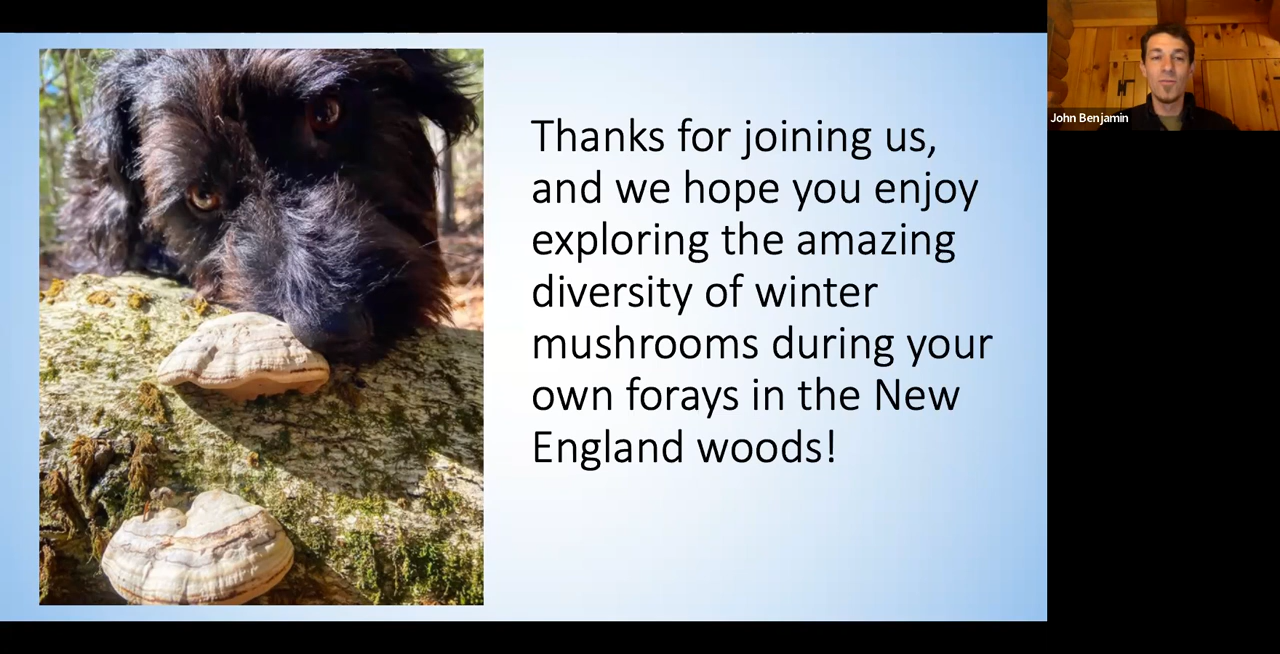 Thanks for joining us,
and we hope you enjoy
exploring the amazing
diversity of winter
mushrooms during your
own forays in the New
England woods!
John Benjamin